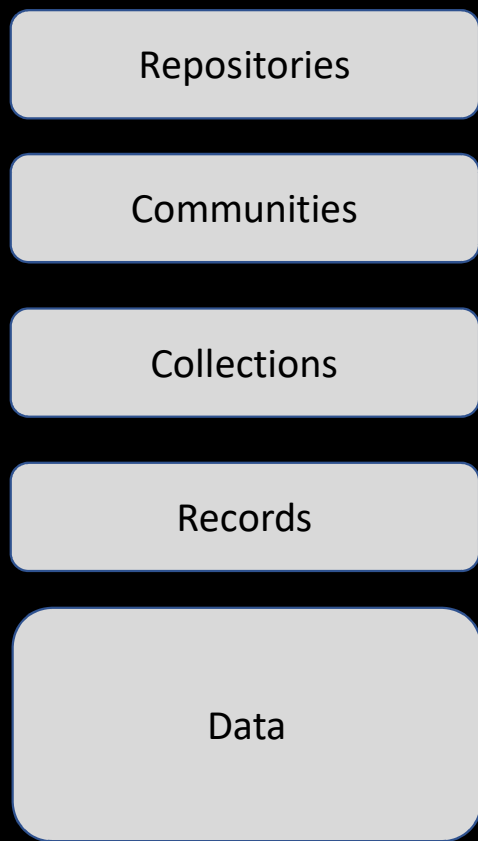 Repositories
Communities
Collections
Records
Data